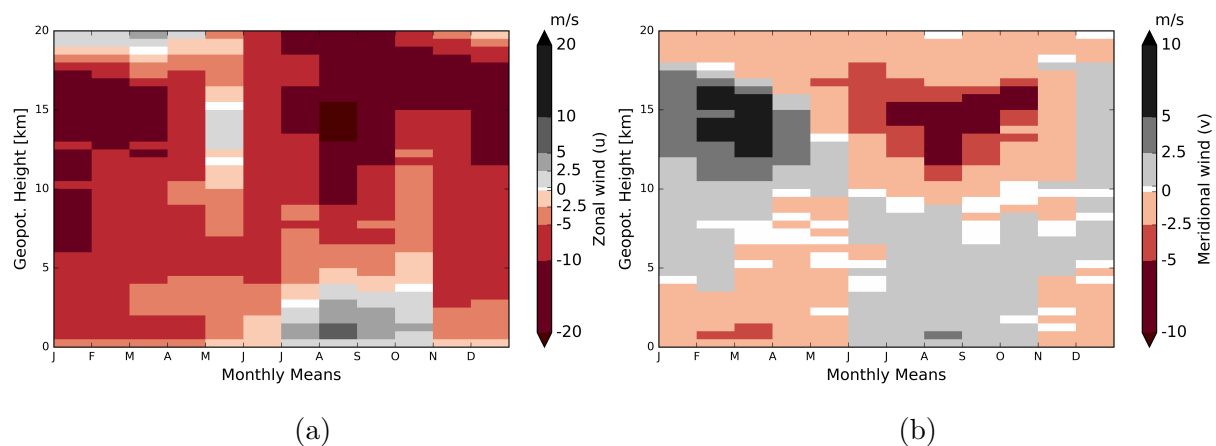 m/s
20
10
5
2.5
0
-2.5
-5
-10
-20
Zonal wind (u)
20
15
10
5
0
Geopot. Height [km]
J F M A M J J A S O N D
Monthly Means
(a)
m/s
10
5
2.5
0
-2.5
-5
-10
Meridional wind (v)
20
15
10
5
0
Geopot. Height [km]
J F M A M J J A S O N D
Monthly Means
(b)